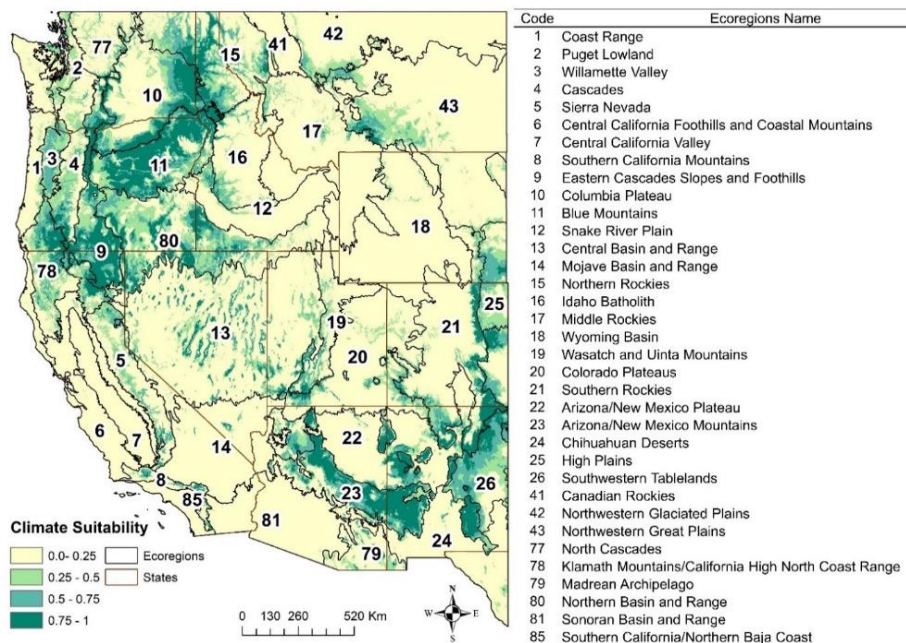 Code Ecoregions Name
1 Coast Range
2 Puget Lowland
3 Willamette Valley
4 Cascades
5 Sierra Nevada
6 Central California Foothills and Coastal Mountains
7 Central California Valley
8 Southern California Mountains
9 Eastern Cascades Slopes and Foothills
10 Columbia Plateau
11 Blue Mountains
12 Snake River Plain
13 Central Basin and Range
14 Mojave Basin and Range
15 Northern Rockies
16 Idaho Batholith
17 Middle Rockies
18 Wyoming Basin
19 Wasatch and Uinta Mountains
20 Colorado Plateaus
21 Southern Rockies
22 Arizona/New Mexico Plateau
23 Arizona/New Mexico Mountains
24 Chihuahuan Deserts
25 High Plains
26 Southwestern Tablelands
41 Canadian Rockies
42 Northwestern Glaciated Plains
43 Northwestern Great Plains
77 North Cascades
78 Klamath Mountains/California High North Coast Range
79 Madrean Archipelago
80 Northern Basin and Range
81 Sonoran Basin and Range
85 Southern California/Northern Baja Coast
77
2
15
41
42
10
43
17
1
3
4
11
16
12
18
9
80
78
25
19
21
13
20
5
6
7
14
22
8
85
23
26
81
24
79
Climate Suitability
0.0- 0.25 Ecoregions
0.25 - 0.5 States
0.5 - 0.75
0.75 - 1
0 130 260 520 Km
N
W E
S